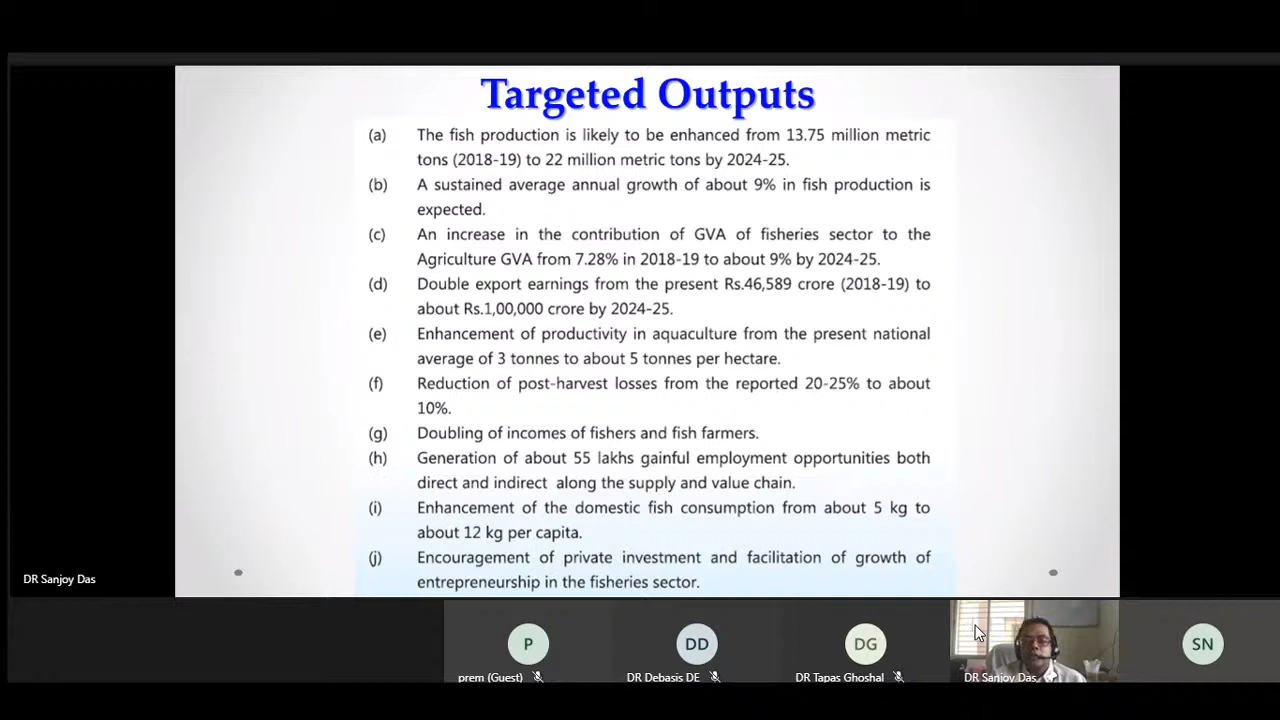 Targeted Outputs
(a) The fish production is likely to be enhanced from 13.75 million metric
tons (2018-19) to 22 million metric tons by 2024-25.
(b) A sustained average annual growth of about 9% in fish production is
expected.
(c) An increase in the contribution of GVA of fisheries sector to the
Agriculture GVA from 7.28% in 2018-19 to about 9% by 2024-25.
(d) Double export earnings from the present Rs.46,589 crore (2018-19) to
about Rs.1,00,000 crore by 2024-25.
(e) Enhancement of productivity in aquaculture from the present national
average of 3 tonnes to about 5 tonnes per hectare.
(f) Reduction of post-harvest losses from the reported 20-25% to about
10%.
(g) Doubling of incomes of fishers and fish farmers.
(h) Generation of about 55 lakhs gainful employment opportunities both
direct and indirect along the supply and value chain.
(i) Enhancement of the domestic fish consumption from about 5 kg to
about 12 kg per capita.
(j) Encouragement of private investment and facilitation of growth of
entrepreneurship in the fisheries sector.
DR Sanjoy Das
P
DD
DG
SN
prem (Guest)
DR Debasis DE
DR Tapas Ghoshal
DR Sanjoy Das